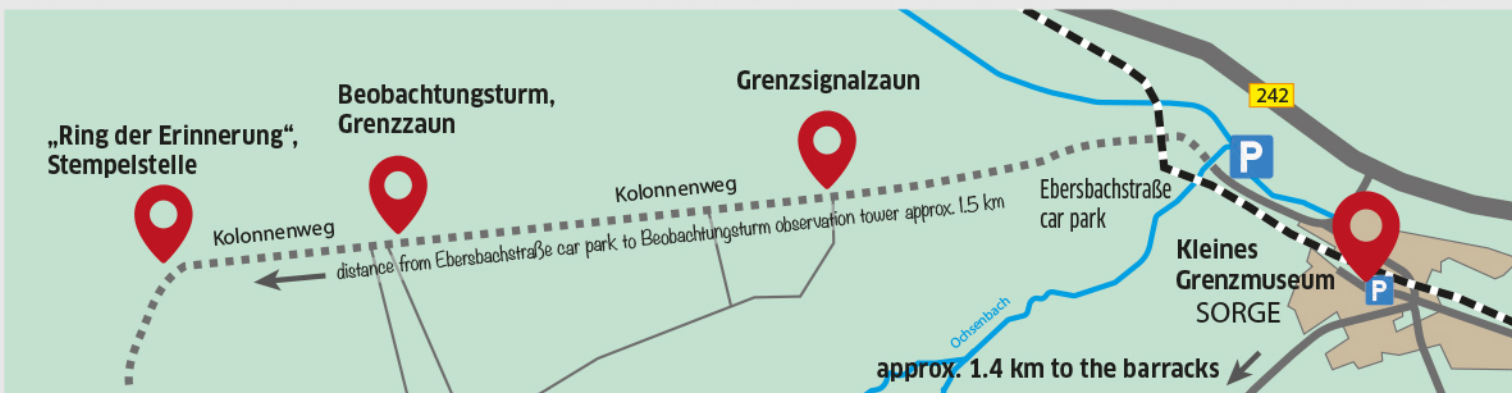 „Ring der Erinnerung“,
Stempelstelle
Beobachtungsturm,
Grenzzaun
Grenzsignalzaun
242
P
Kolonnenweg
Kolonnenweg
distance from Ebersbachstraße car park to Beobachtungsturm observation tower approx. 1.5 km
Ebersbachstraße
car park
Kleines
Grenzmuseum
SORGE
P
Ochsenbach
approx. 1.4 km to the barracks